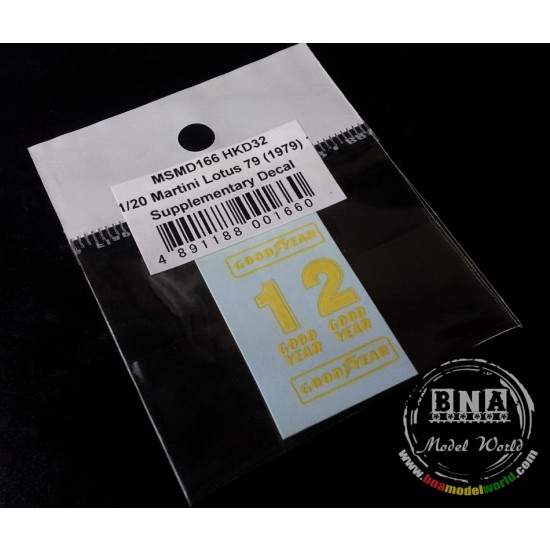 MSMD166 HKD32
1/20 Martini Lotus 79 (1979)
Supplementary Decal
4 891188 001660
GOODYEAR
1 2
GOOD YEAR
GOOD YEAR
GOODYEAR
BNA
Model World
www.bnamodelworld.com